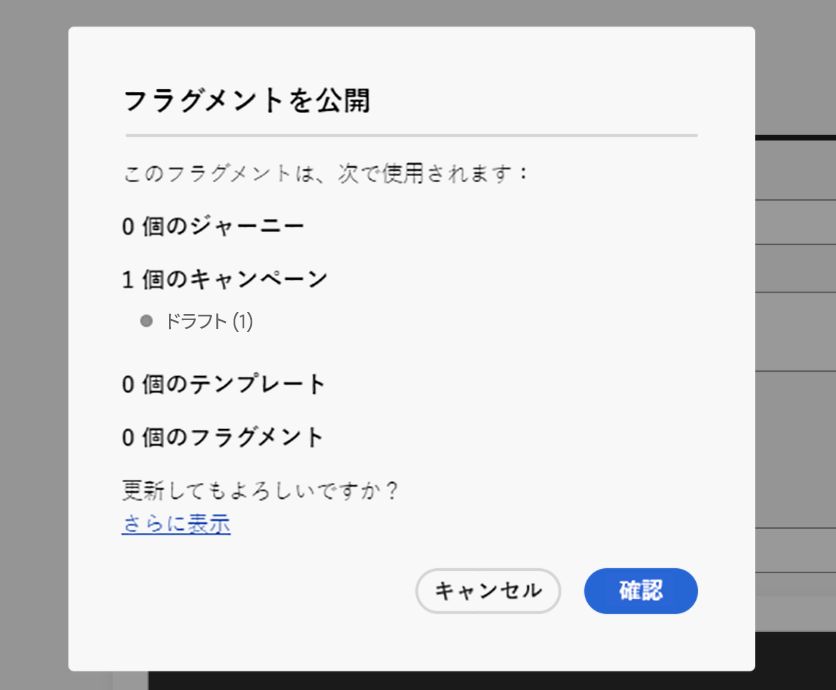 フラグメントを公開
このフラグメントは、次で使用されます：
0 個のジャーニー
1 個のキャンペーン
ドラフト (1)
0 個のテンプレート
0 個のフラグメント
更新してもよろしいですか？
さらに表示
キャンセル
確認